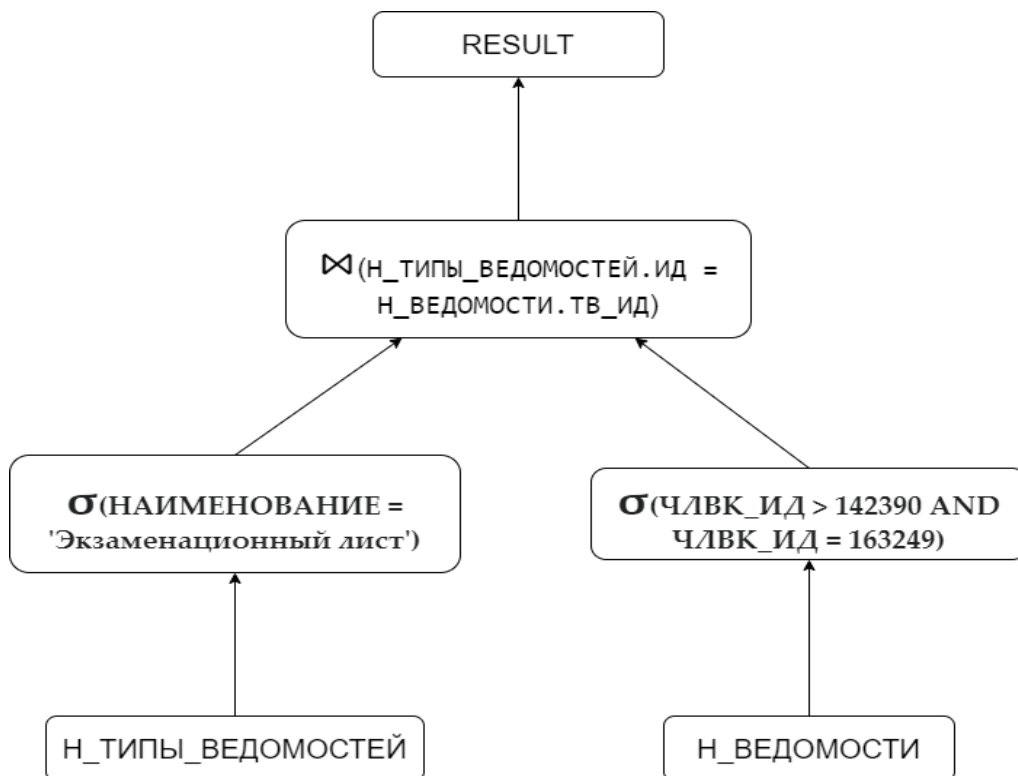 RESULT
⋈(Н_ТИПЫ_ВЕДОМОСТЕЙ.ИД =
Н_ВЕДОМОСТИ.ТВ_ИД)
σ(НАИМЕНОВАНИЕ =
'Экзаменационный лист')
σ(ЧЛВК_ИД > 142390 AND
ЧЛВК_ИД = 163249)
Н_ТИПЫ_ВЕДОМОСТЕЙ
Н_ВЕДОМОСТИ